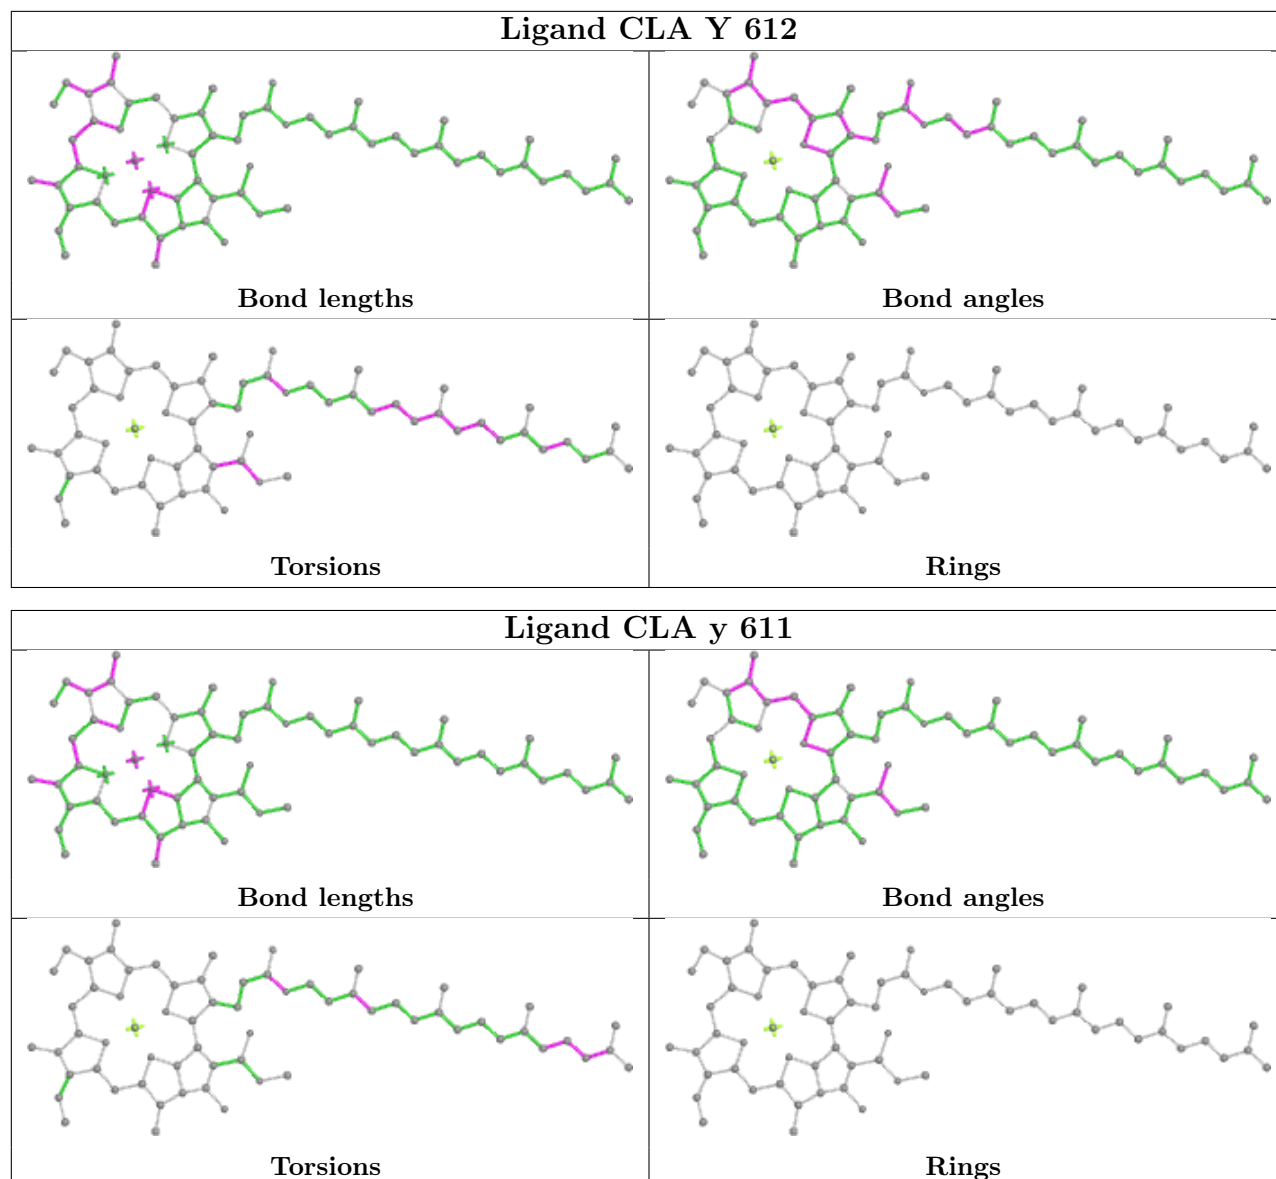 Ligand CLA Y 612
Bond lengths
Bond angles
Torsions
Rings
Ligand CLA y 611
Bond lengths
Bond angles
Torsions
Rings